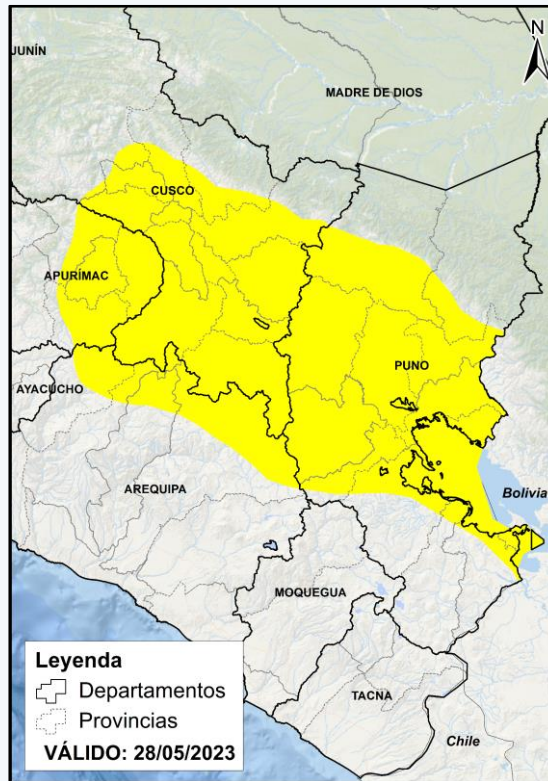 N
JUNÍN
MADRE DE DIOS
CUSCO
APURÍMAC
PUNO
AYACUCHO
AREQUIPA
Bolivia
MOQUEGUA
TACNA
Chile
Leyenda
Departamentos
Provincias
VÁLIDO: 28/05/2023